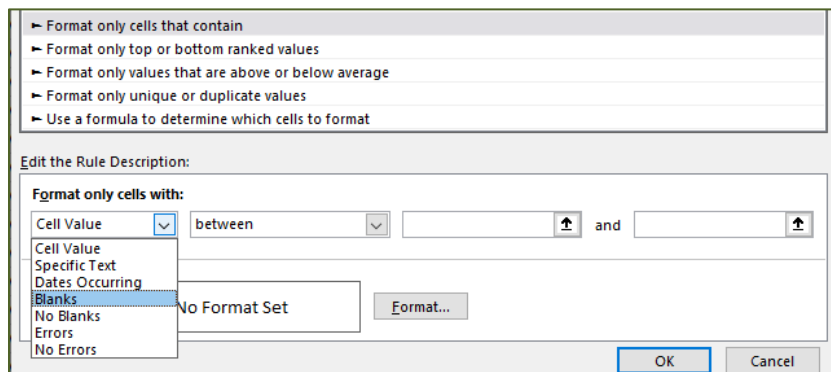 ► Format only cells that contain
► Format only top or bottom ranked values
► Format only values that are above or below average
► Format only unique or duplicate values
► Use a formula to determine which cells to format
Edit the Rule Description:
Format only cells with:
Cell Value between and
Cell Value
Specific Text
Dates Occurring
Blanks
No Blanks
Errors
No Errors
No Format Set Format...
OK Cancel